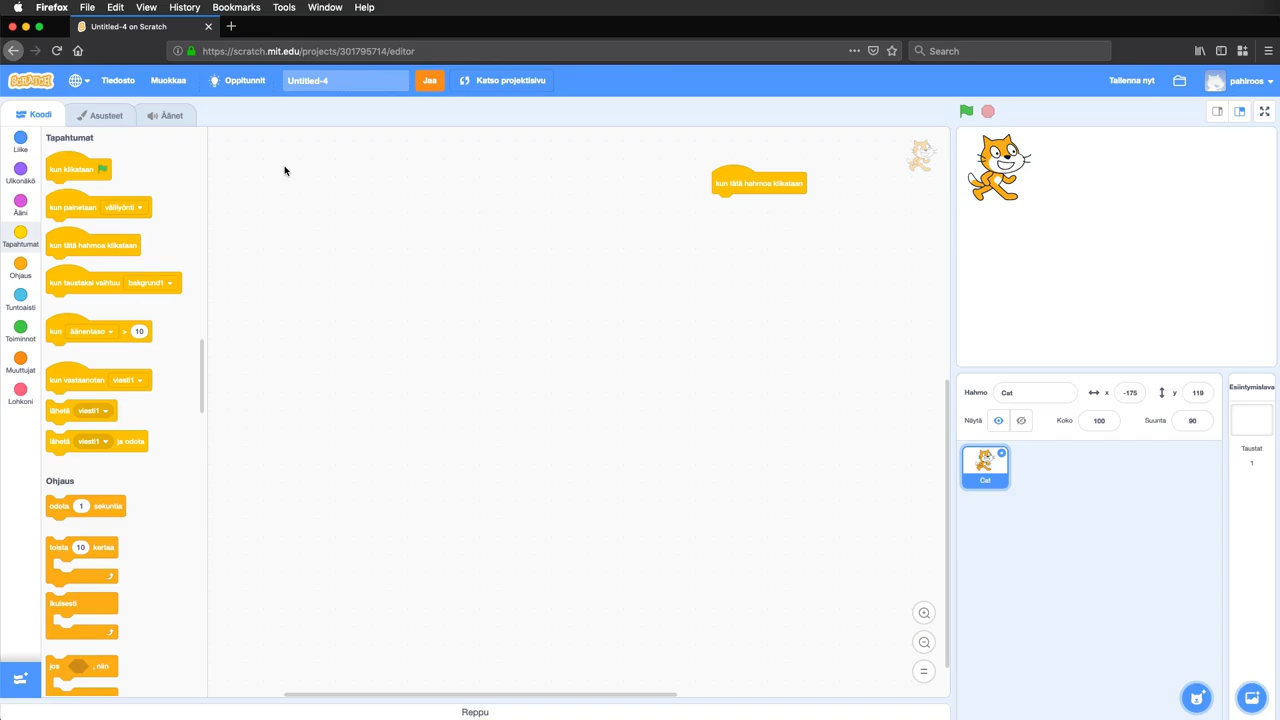 Firefox File Edit View History Bookmarks Tools Window Help
Untitled-4 on Scratch
https://scratch.mit.edu/projects/301795714/editor
Search
SCRATCH Tiedosto Muokkaa Oppitunnit Untitled-4 Jaa Katso projektisivu Tallenna nyt pahlroos
Koodi Asusteet Äänet
Liike
Ulkonäkö
Ääni
Tapahtumat
Ohjaus
Tuntoaisti
Toiminnot
Muuttujat
Lohkoni
Tapahtumat
kun klikataan
kun painetaan välilyönti
kun tätä hahmoa klikataan
kun taustaksi vaihtuu bakgrund1
kun äänentaso > 10
kun vastaanotan viesti1
lähetä viesti1
lähetä viesti1 ja odota
Ohjaus
odota 1 sekuntia
toista 10 kertaa
ikuisesti
jos , niin
kun tätä hahmoa klikataan
Reppu
Hahmo Cat x -175 y 119
Näytä Koko 100 Suunta 90
Cat
Esiintymislava
Taustat
1